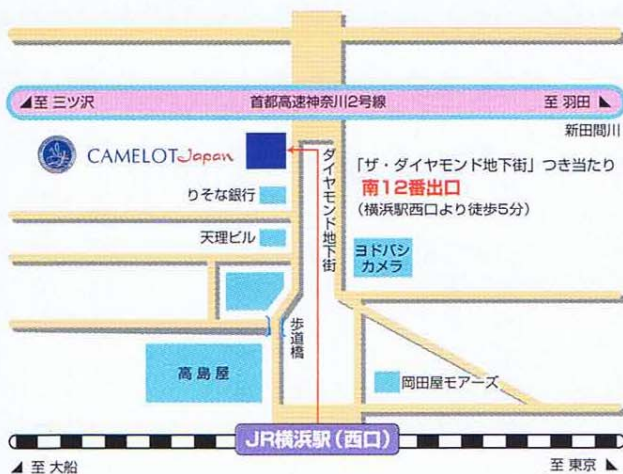 ◢至 三ツ沢
首都高速神奈川2号線
至 羽田 ◣
新田間川
CAMELOT Japan
「ザ・ダイヤモンド地下街」つき当たり
南12番出口
(横浜駅西口より徒歩5分)
ダイヤモンド地下街
りそな銀行
天理ビル
ヨドバシ
カメラ
歩道橋
高島屋
岡田屋モアーズ
JR横浜駅(西口)
◢ 至 大船
至 東京 ◣